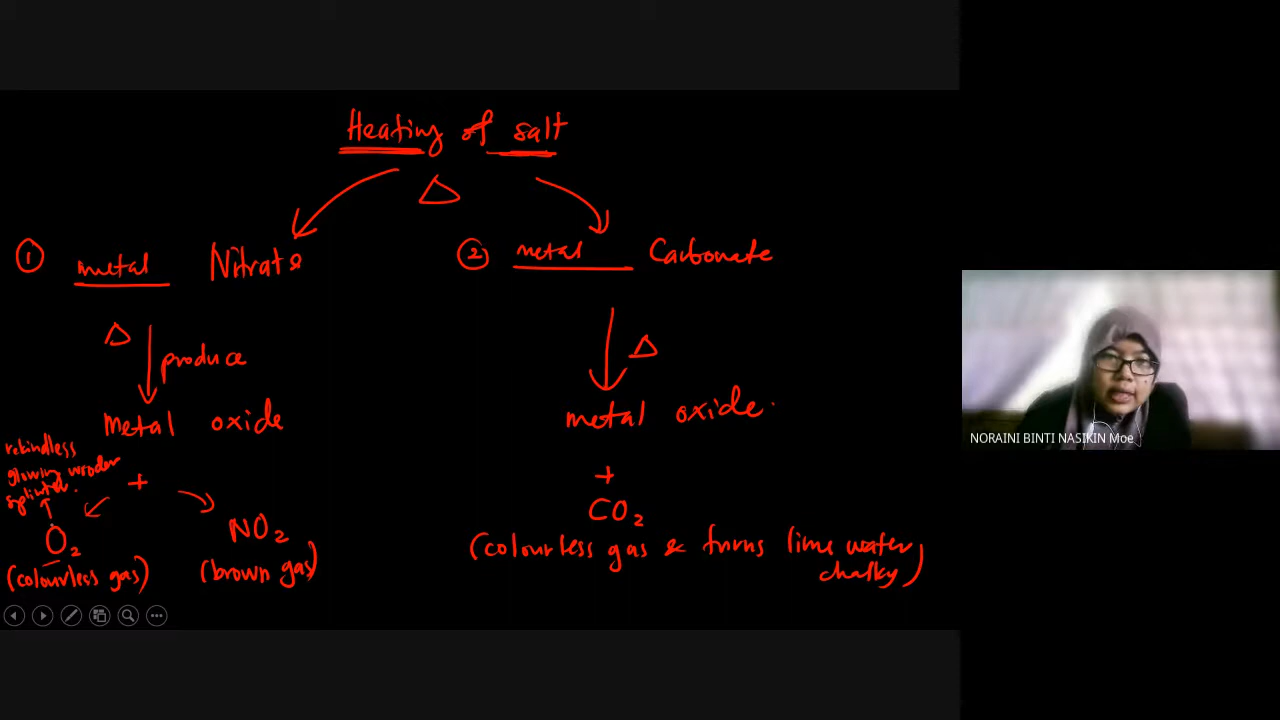 Heating of salt
△
① metal Nitrate
△
produce
Metal oxide
+
rekindless
glowing wooden
splinter.
O₂
(colourless gas)
NO₂
(brown gas)
② metal Carbonate
△
metal oxide.
+
CO₂
(colourless gas & turns lime water
chalky)
NORAINI BINTI NASIKIN Moe